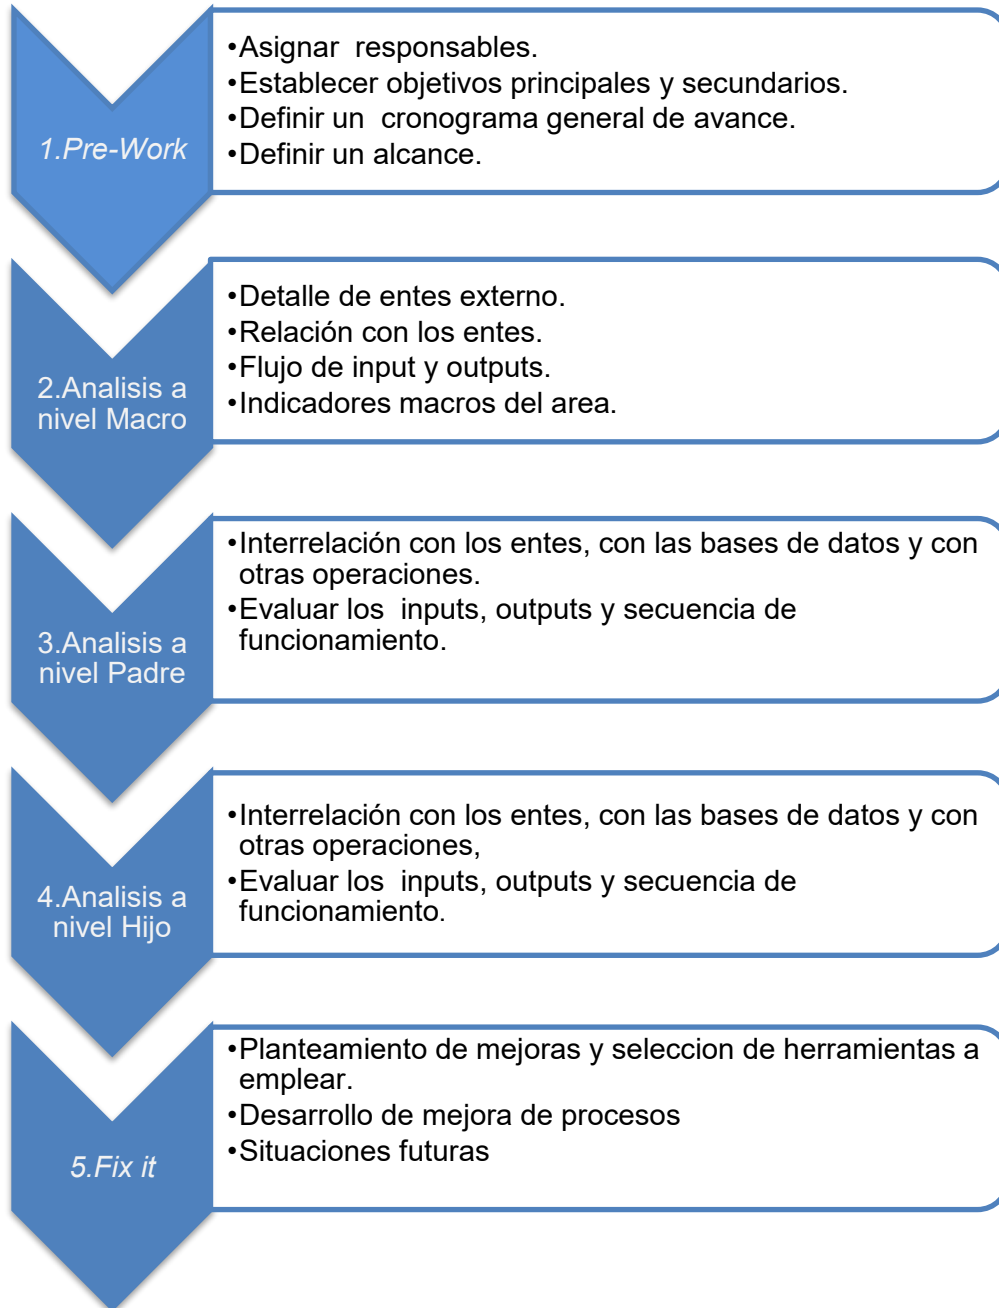 1.Pre-Work
•Asignar  responsables.
•Establecer objetivos principales y secundarios.
•Definir un  cronograma general de avance.
•Definir un alcance.
2.Analisis a
nivel Macro
•Detalle de entes externo.
•Relación con los entes.
•Flujo de input y outputs.
•Indicadores macros del area.
3.Analisis a
nivel Padre
•Interrelación con los entes, con las bases de datos y con
otras operaciones.
•Evaluar los  inputs, outputs y secuencia de
funcionamiento.
4.Analisis a
nivel Hijo
•Interrelación con los entes, con las bases de datos y con
otras operaciones,
•Evaluar los  inputs, outputs y secuencia de
funcionamiento.
5.Fix it
•Planteamiento de mejoras y seleccion de herramientas a
emplear.
•Desarrollo de mejora de procesos
•Situaciones futuras